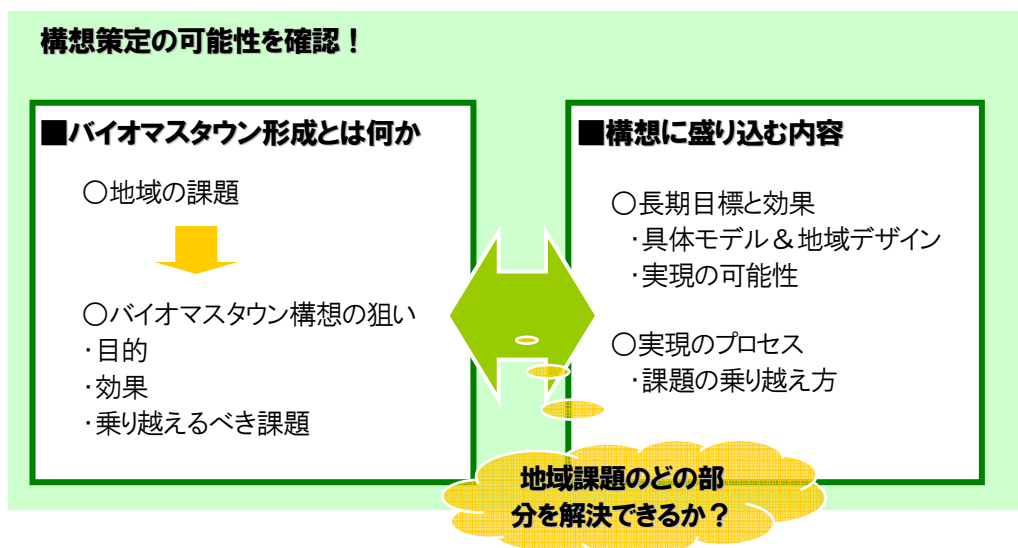 構想策定の可能性を確認！
■バイオマスタウン形成とは何か
○地域の課題
○バイオマスタウン構想の狙い
・目的
・効果
・乗り越えるべき課題
■構想に盛り込む内容
○長期目標と効果
・具体モデル＆地域デザイン
・実現の可能性
○実現のプロセス
・課題の乗り越え方
地域課題のどの部
分を解決できるか？